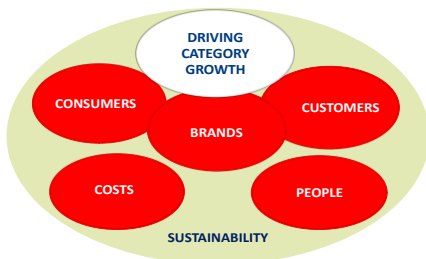 DRIVING
CATEGORY
GROWTH
CONSUMERS
CUSTOMERS
BRANDS
COSTS
PEOPLE
SUSTAINABILITY